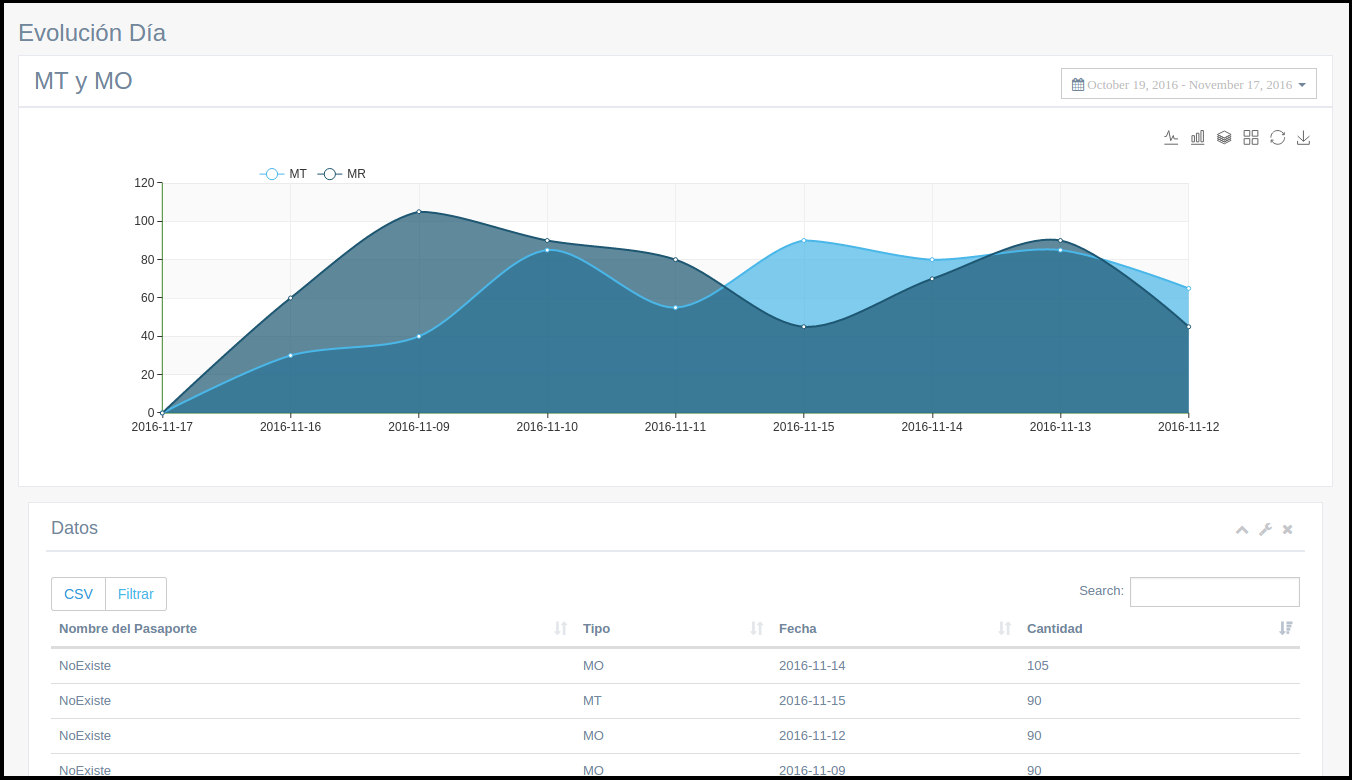 Evolución Día
MT y MO
October 19, 2016 - November 17, 2016
MT MR
120
100
80
60
40
20
0
2016-11-17 2016-11-16 2016-11-09 2016-11-10 2016-11-11 2016-11-15 2016-11-14 2016-11-13 2016-11-12
Datos
CSV Filtrar Search:
Nombre del Pasaporte Tipo Fecha Cantidad
NoExiste MO 2016-11-14 105
NoExiste MT 2016-11-15 90
NoExiste MO 2016-11-12 90
NoExiste MO 2016-11-09 90